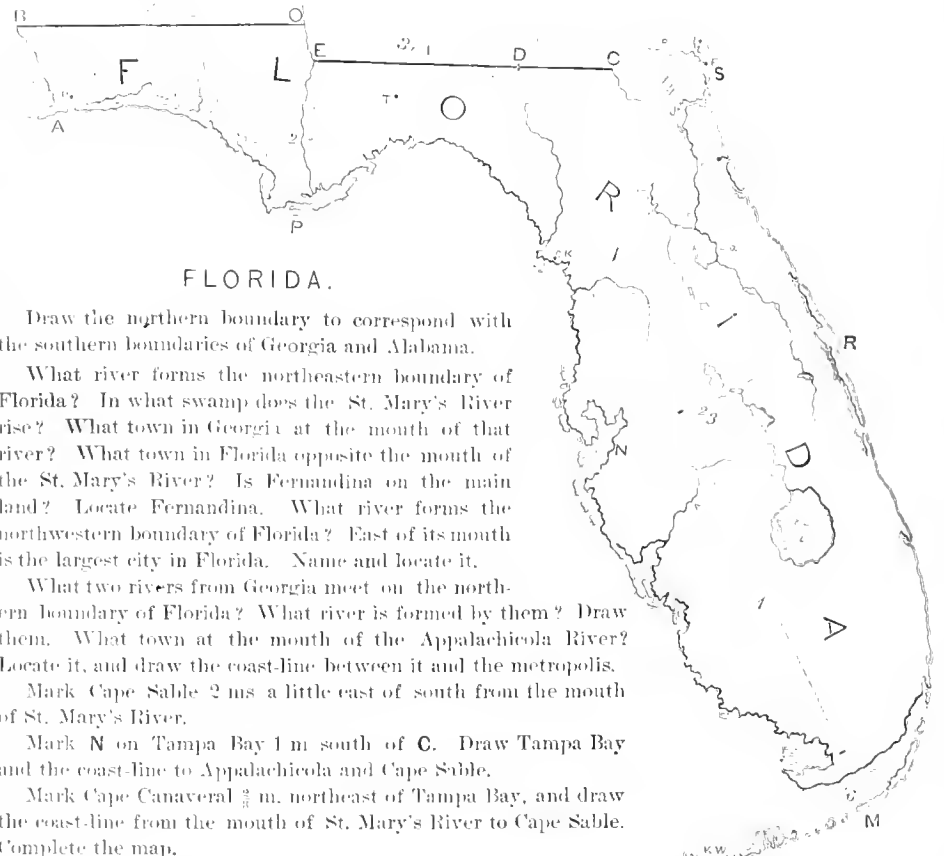 B
O
E
D
C
F
L
S
T
O
A
2
P
R
K
FLORIDA.
I
Draw the northern boundary to correspond with
the southern boundaries of Georgia and Alabama.
R
What river forms the northeastern boundary of
Florida? In what swamp does the St. Mary's River
rise? What town in Georgia at the mouth of that
river? What town in Florida opposite the mouth of
N
D
the St. Mary's River? Is Fernandina on the main
land? Locate Fernandina. What river forms the
northwestern boundary of Florida? East of its mouth
is the largest city in Florida. Name and locate it.
What two rivers from Georgia meet on the north-
ern boundary of Florida? What river is formed by them? Draw
them. What town at the mouth of the Appalachicola River?
A
Locate it, and draw the coast-line between it and the metropolis.
Mark Cape Sable 2 ms a little east of south from the mouth
of St. Mary's River.
Mark N on Tampa Bay 1 m south of C. Draw Tampa Bay
and the coast-line to Appalachicola and Cape Sable.
Mark Cape Canaveral m. northeast of Tampa Bay, and draw
the coast-line from the mouth of St. Mary's River to Cape Sable.
M
Complete the map.
KW